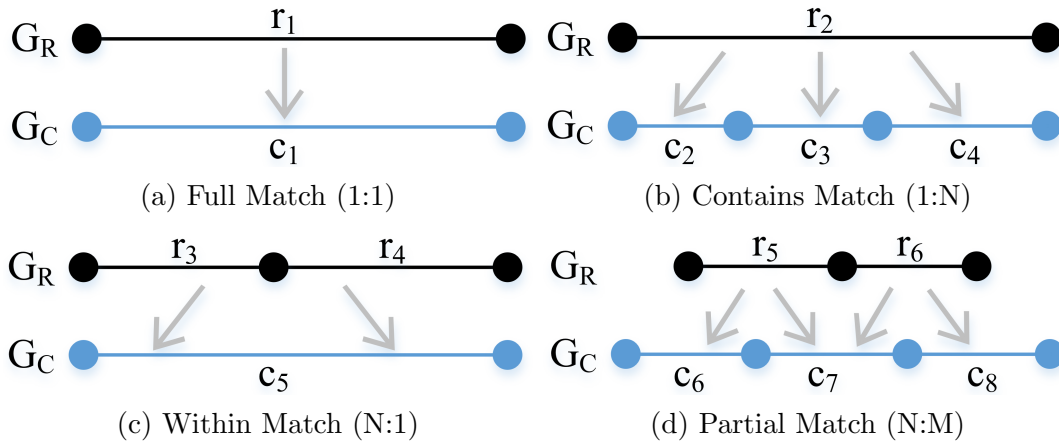 G_R r_1
G_C
c_1
(a) Full Match (1:1)
G_R r_2
G_C
c_2 c_3 c_4
(b) Contains Match (1:N)
G_R r_3 r_4
G_C
c_5
(c) Within Match (N:1)
G_R r_5 r_6
G_C
c_6 c_7 c_8
(d) Partial Match (N:M)